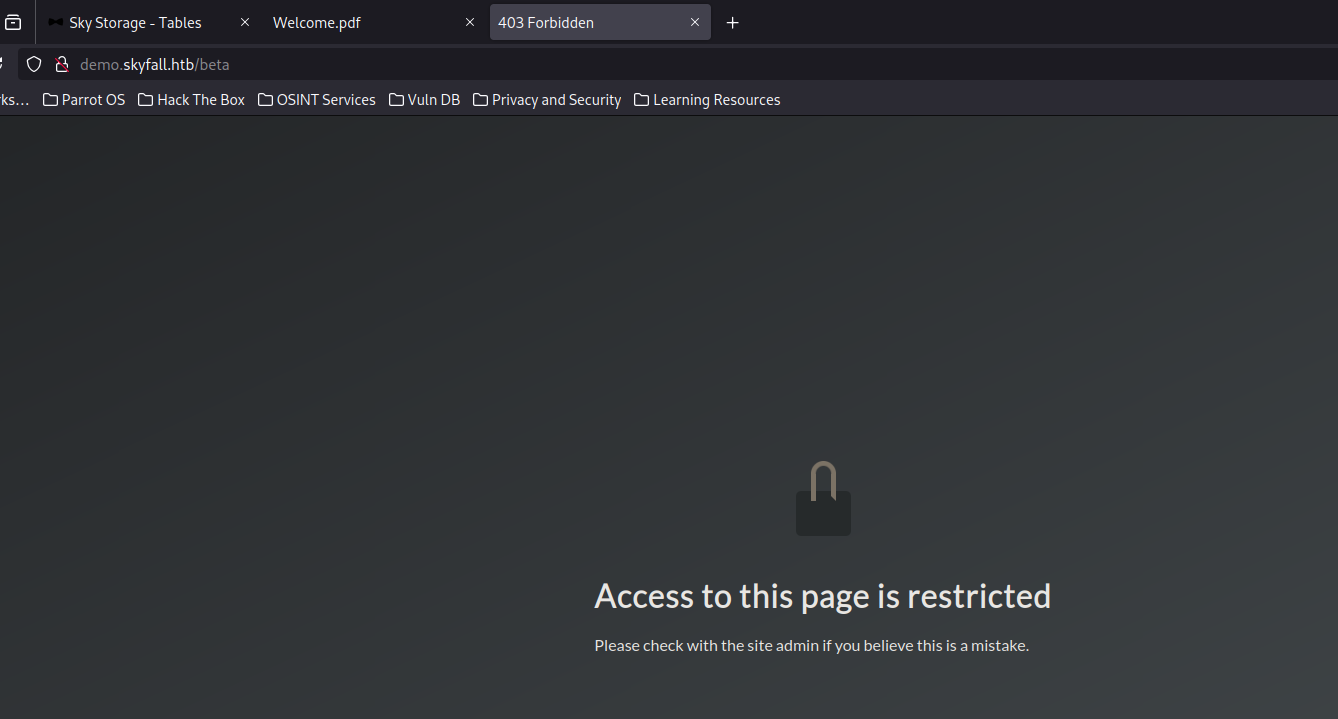 Sky Storage - Tables
Welcome.pdf
403 Forbidden
demo.skyfall.htb/beta
ks… Parrot OS Hack The Box OSINT Services Vuln DB Privacy and Security Learning Resources
Access to this page is restricted
Please check with the site admin if you believe this is a mistake.